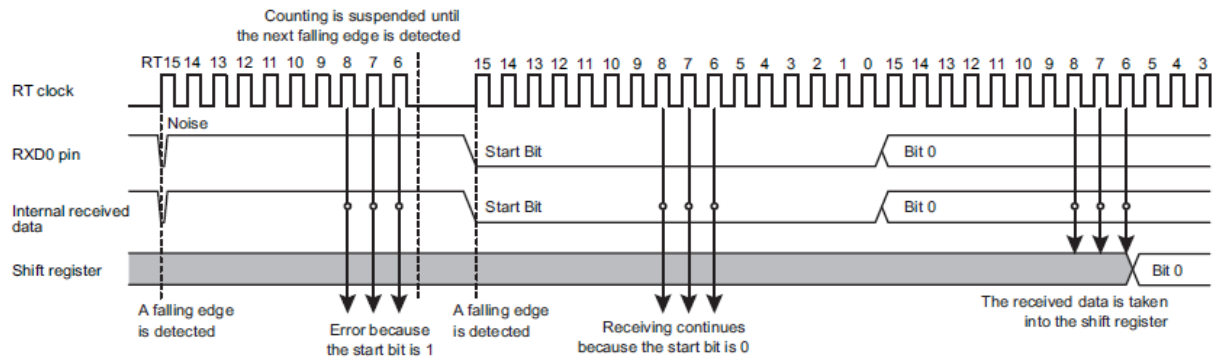 Counting is suspended until
the next falling edge is detected
RT15 14 13 12 11 10 9 8 7 6 15 14 13 12 11 10 9 8 7 6 5 4 3 2 1 0 15 14 13 12 11 10 9 8 7 6 5 4 3
RT clock
Noise
RXD0 pin Start Bit Bit 0
Internal received
data Start Bit Bit 0
Shift register Bit 0
A falling edge
is detected
Error because
the start bit is 1
A falling edge
is detected
Receiving continues
because the start bit is 0
The received data is taken
into the shift register